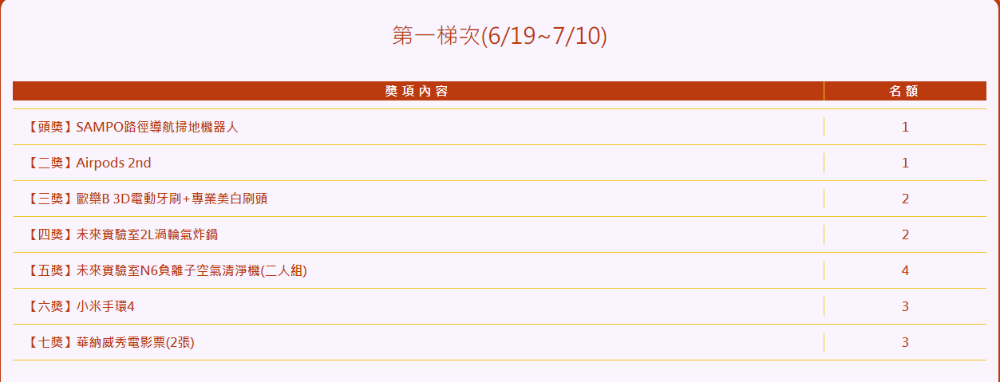 第一梯次(6/19~7/10)
獎項內容 名額
【頭獎】SAMPO路徑導航掃地機器人 1
【二獎】Airpods 2nd 1
【三獎】歐樂B 3D電動牙刷+專業美白刷頭 2
【四獎】未來實驗室2L渦輪氣炸鍋 2
【五獎】未來實驗室N6負離子空氣清淨機(二人組) 4
【六獎】小米手環4 3
【七獎】華納威秀電影票(2張) 3